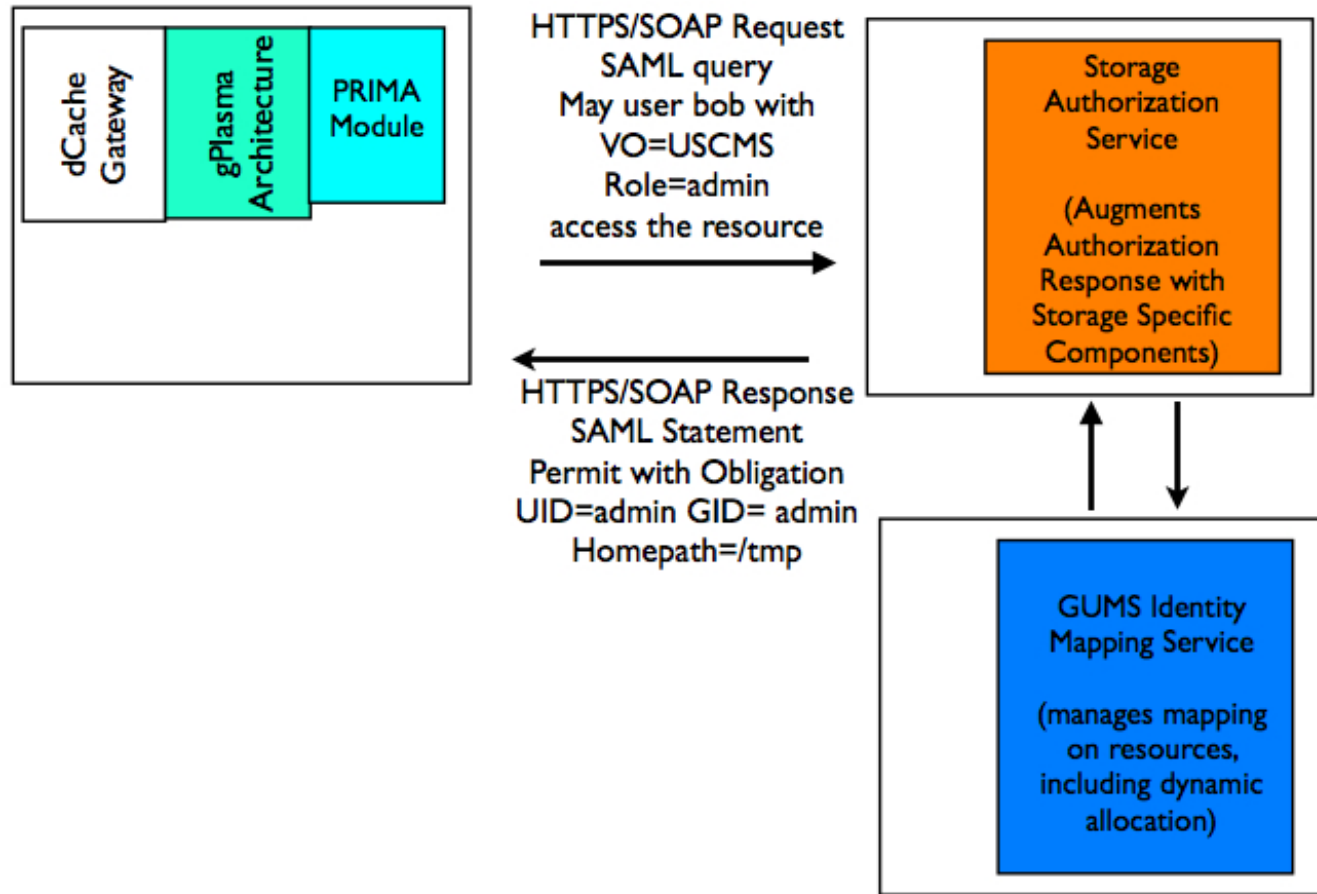 dCache
Gateway
gPlasma
Architecture
PRIMA
Module
HTTPS/SOAP Request
SAML query
May user bob with
VO=USCMS
Role=admin
access the resource
HTTPS/SOAP Response
SAML Statement
Permit with Obligation
UID=admin GID= admin
Homepath=/tmp
Storage
Authorization
Service
(Augments
Authorization
Response with
Storage Specific
Components)
GUMS Identity
Mapping Service
(manages mapping
on resources,
including dynamic
allocation)